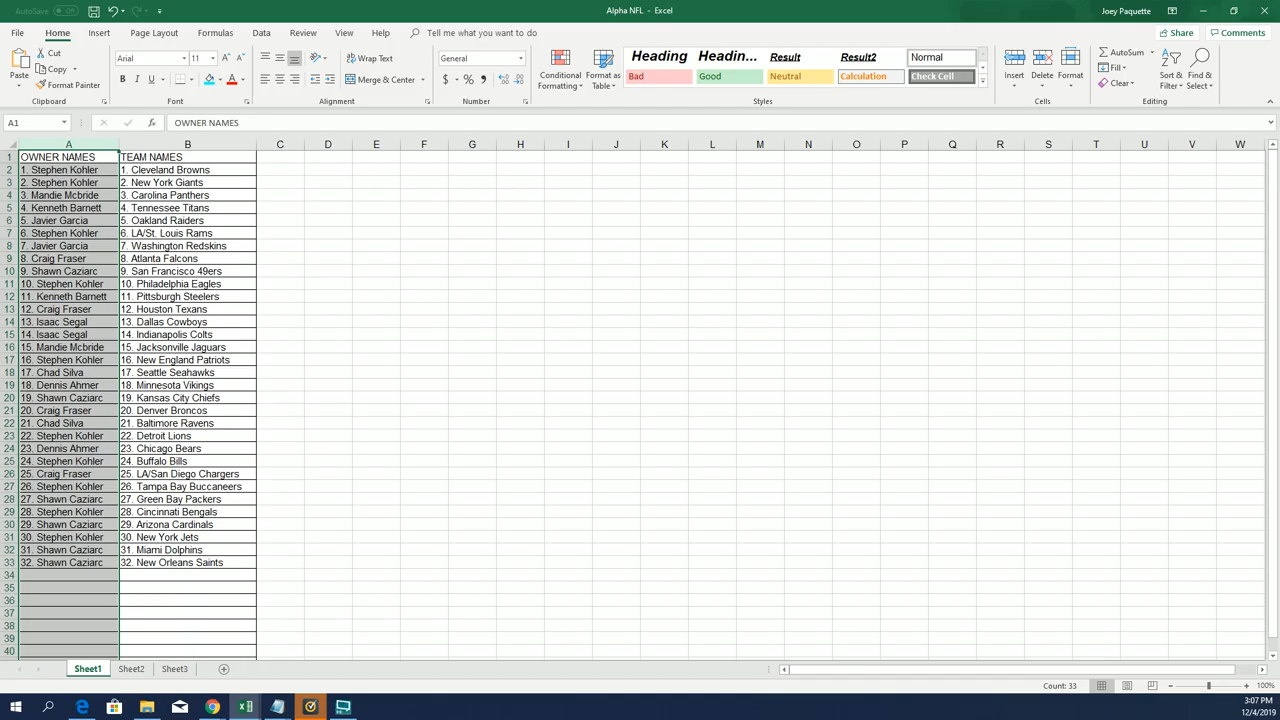 AutoSave Off
Alpha NFL - Excel
Joey Paquette
File Home Insert Page Layout Formulas Data Review View Help Tell me what you want to do
Share Comments
Paste
Cut
Copy
Format Painter
Arial 11
B I U
Wrap Text
Merge & Center
General
$ % ,
Conditional Formatting
Format as Table
Heading Headin... Result Result2 Normal
Bad Good Neutral Calculation Check Cell
Insert Delete Format
AutoSum
Fill
Clear
Sort & Filter
Find & Select
Clipboard Font Alignment Number Styles Cells Editing
A1 fx OWNER NAMES
A B C D E F G H I J K L M N O P Q R S T U V W
1 OWNER NAMES TEAM NAMES
2 1. Stephen Kohler 1. Cleveland Browns
3 2. Stephen Kohler 2. New York Giants
4 3. Mandie Mcbride 3. Carolina Panthers
5 4. Kenneth Barnett 4. Tennessee Titans
6 5. Javier Garcia 5. Oakland Raiders
7 6. Stephen Kohler 6. LA/St. Louis Rams
8 7. Javier Garcia 7. Washington Redskins
9 8. Craig Fraser 8. Atlanta Falcons
10 9. Shawn Caziarc 9. San Francisco 49ers
11 10. Stephen Kohler 10. Philadelphia Eagles
12 11. Kenneth Barnett 11. Pittsburgh Steelers
13 12. Craig Fraser 12. Houston Texans
14 13. Isaac Segal 13. Dallas Cowboys
15 14. Isaac Segal 14. Indianapolis Colts
16 15. Mandie Mcbride 15. Jacksonville Jaguars
17 16. Stephen Kohler 16. New England Patriots
18 17. Chad Silva 17. Seattle Seahawks
19 18. Dennis Ahmer 18. Minnesota Vikings
20 19. Shawn Caziarc 19. Kansas City Chiefs
21 20. Craig Fraser 20. Denver Broncos
22 21. Chad Silva 21. Baltimore Ravens
23 22. Stephen Kohler 22. Detroit Lions
24 23. Dennis Ahmer 23. Chicago Bears
25 24. Stephen Kohler 24. Buffalo Bills
26 25. Craig Fraser 25. LA/San Diego Chargers
27 26. Stephen Kohler 26. Tampa Bay Buccaneers
28 27. Shawn Caziarc 27. Green Bay Packers
29 28. Stephen Kohler 28. Cincinnati Bengals
30 29. Shawn Caziarc 29. Arizona Cardinals
31 30. Stephen Kohler 30. New York Jets
32 31. Shawn Caziarc 31. Miami Dolphins
33 32. Shawn Caziarc 32. New Orleans Saints
34
35
36
37
38
39
40
Sheet1 Sheet2 Sheet3
Count: 33 100%
3:07 PM
12/4/2019